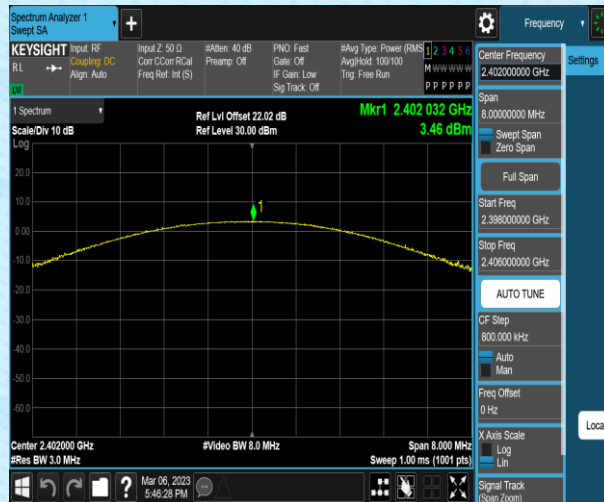 Spectrum Analyzer 1
Swept SA
Frequency
KEYSIGHT
RL
LXI
Input: RF
Coupling: DC
Align: Auto
Input Z: 50 Ω
Corr CCorr RCal
Freq Ref: Int (S)
#Atten: 40 dB
Preamp: Off
PNO: Fast
Gate: Off
IF Gain: Low
Sig Track: Off
#Avg Type: Power (RMS
Avg|Hold: 100/100
Trig: Free Run
1 2 3 4 5 6
M W W W W W
P P P P P P
1 Spectrum
Scale/Div 10 dB
Ref Lvl Offset 22.02 dB
Ref Level 30.00 dBm
Mkr1 2.402 032 GHz
3.46 dBm
Log
20.0
10.0
0.00
-10.0
-20.0
-30.0
-40.0
-50.0
-60.0
1
Center 2.402000 GHz
#Res BW 3.0 MHz
#Video BW 8.0 MHz
Span 8.000 MHz
Sweep 1.00 ms (1001 pts)
Mar 06, 2023
5:46:28 PM
Center Frequency
2.402000000 GHz
Span
8.00000000 MHz
Swept Span
Zero Span
Full Span
Start Freq
2.398000000 GHz
Stop Freq
2.406000000 GHz
AUTO TUNE
CF Step
800.000 kHz
Auto
Man
Freq Offset
0 Hz
X Axis Scale
Log
Lin
Signal Track
(Span Zoom)
Settings
Loca